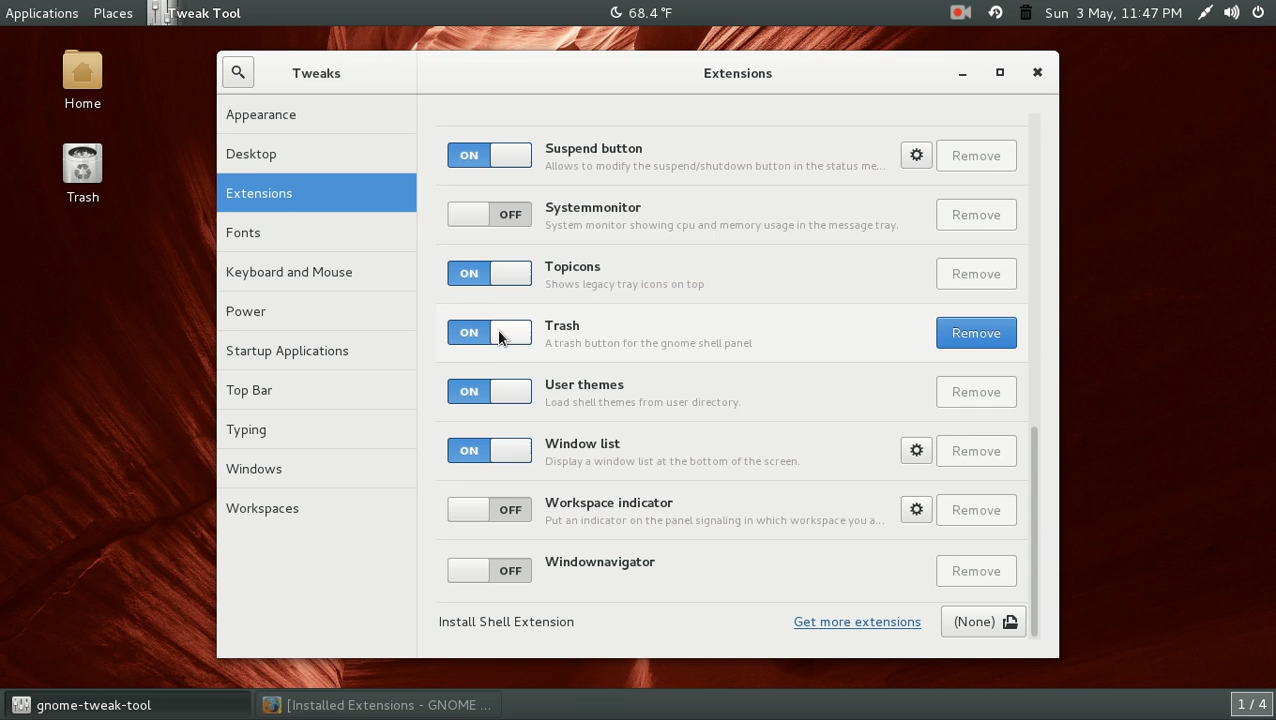 Applications Places Tweak Tool 68.4 °F Sun 3 May, 11:47 PM
Home
Trash
Tweaks
Extensions
Appearance
Desktop
Extensions
Fonts
Keyboard and Mouse
Power
Startup Applications
Top Bar
Typing
Windows
Workspaces
ON Suspend button Remove
Allows to modify the suspend/shutdown button in the status me...
OFF Systemmonitor Remove
System monitor showing cpu and memory usage in the message tray.
ON Topicons Remove
Shows legacy tray icons on top
ON Trash Remove
A trash button for the gnome shell panel
ON User themes Remove
Load shell themes from user directory.
ON Window list Remove
Display a window list at the bottom of the screen.
OFF Workspace indicator Remove
Put an indicator on the panel signaling in which workspace you a...
OFF Windownavigator Remove
Install Shell Extension Get more extensions (None)
gnome-tweak-tool [Installed Extensions - GNOME ... 1 / 4